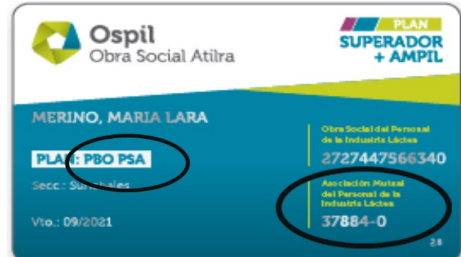 Ospil
Obra Social Atilra
PLAN
SUPERADOR
+ AMPIL
MERINO, MARIA LARA
PLAN: PBO PSA
Secc.: Sunchales
Vto.: 09/2021
Obra Social del Personal
de la Industria Láctea
2727447566340
Asociación Mutual
del Personal de la
Industria Láctea
37884-0
28